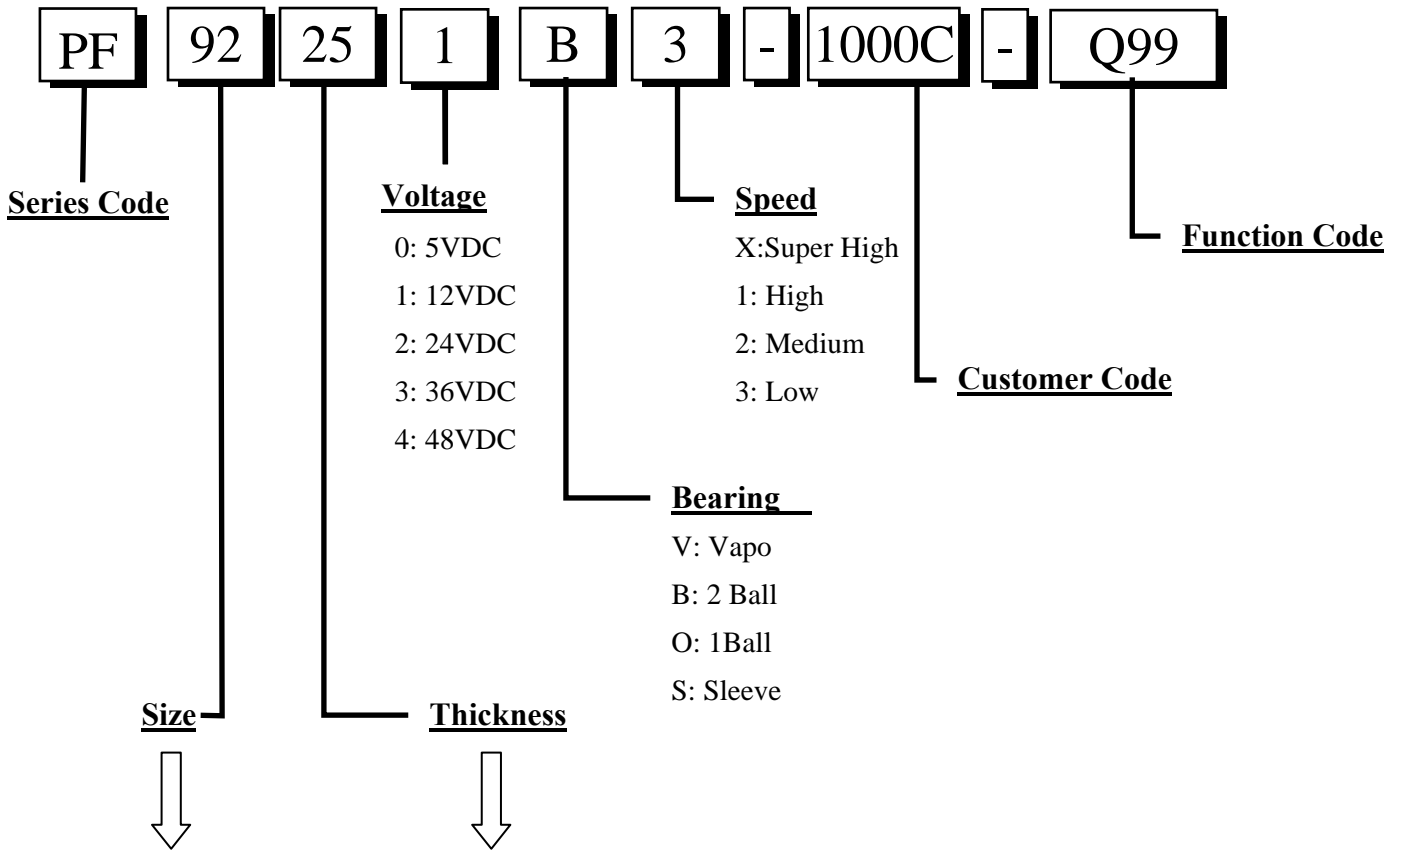 PF 92 25 1 B 3 - 1000C - Q99
Series Code
Voltage
0: 5VDC
1: 12VDC
2: 24VDC
3: 36VDC
4: 48VDC
Speed
X:Super High
1: High
2: Medium
3: Low
Function Code
Customer Code
Bearing
V: Vapo
B: 2 Ball
O: 1Ball
S: Sleeve
Size
Thickness